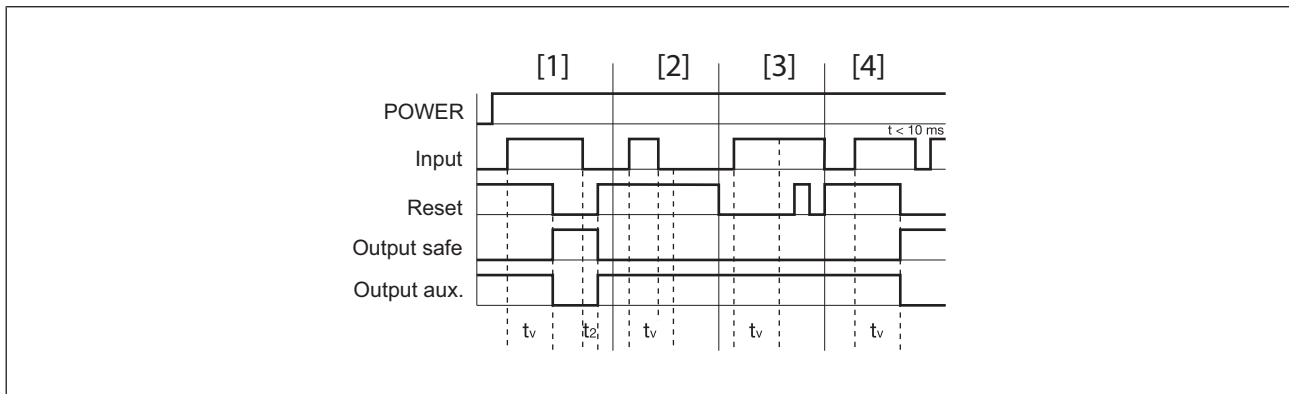 [1] [2] [3] [4]
POWER
t < 10 ms
Input
Reset
Output safe
Output aux.
tv t2 tv tv tv